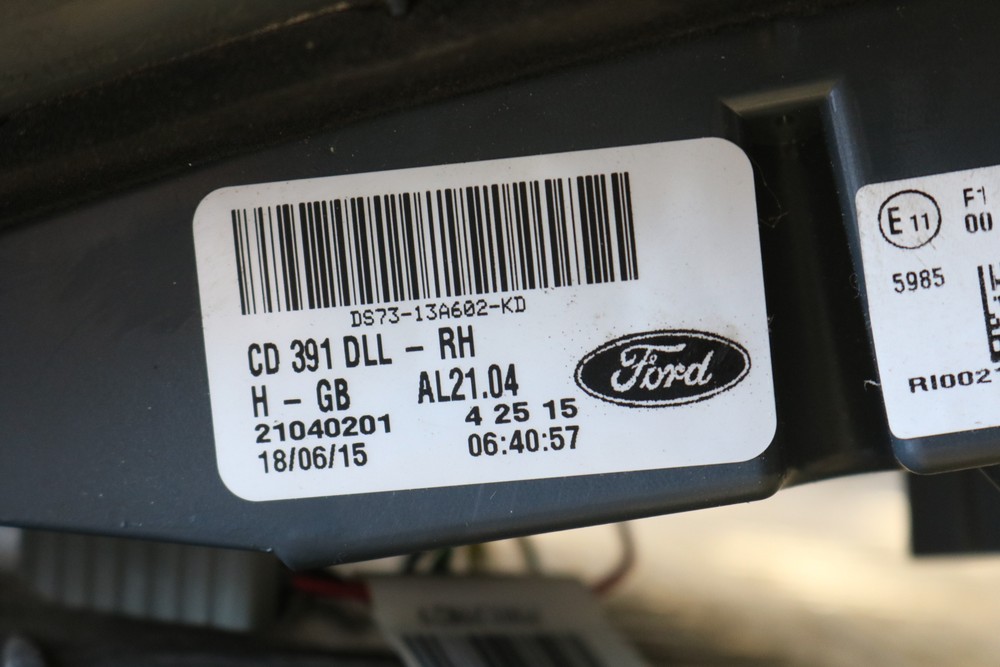 DS73-13A602-KD
CD 391 DLL - RH
H - GB AL21.04
21040201 4 25 15
18/06/15 06:40:57
Ford
E 11
F1
00
5985
RI002